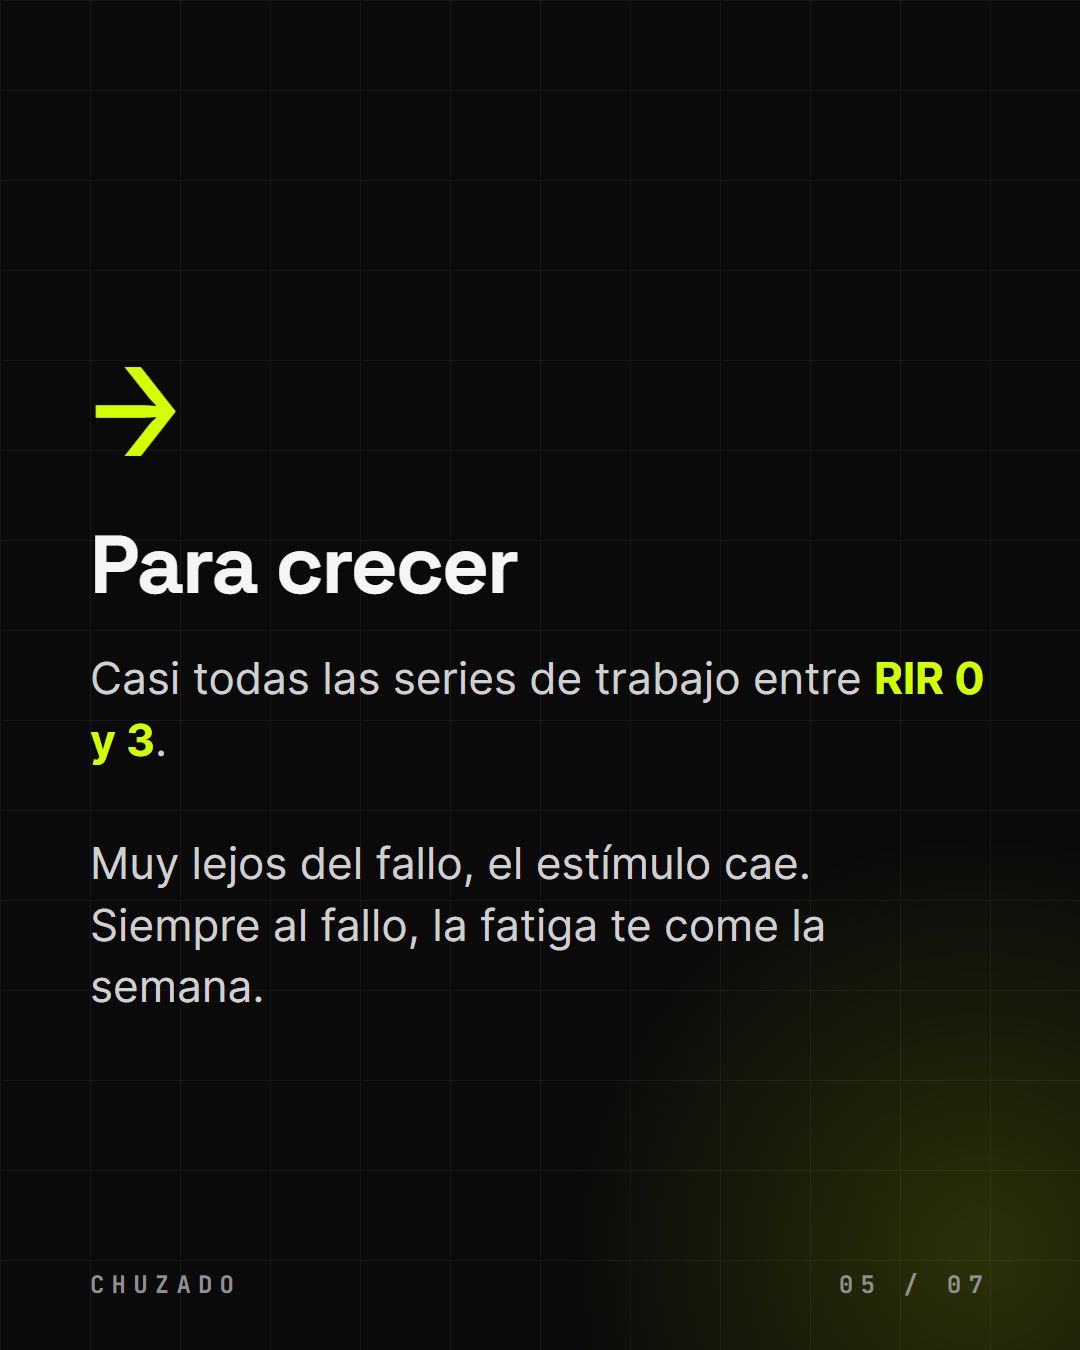 →
Para crecer
Casi todas las series de trabajo entre RIR 0
y 3.
Muy lejos del fallo, el estímulo cae.
Siempre al fallo, la fatiga te come la
semana.
CHUZADO
05 / 07